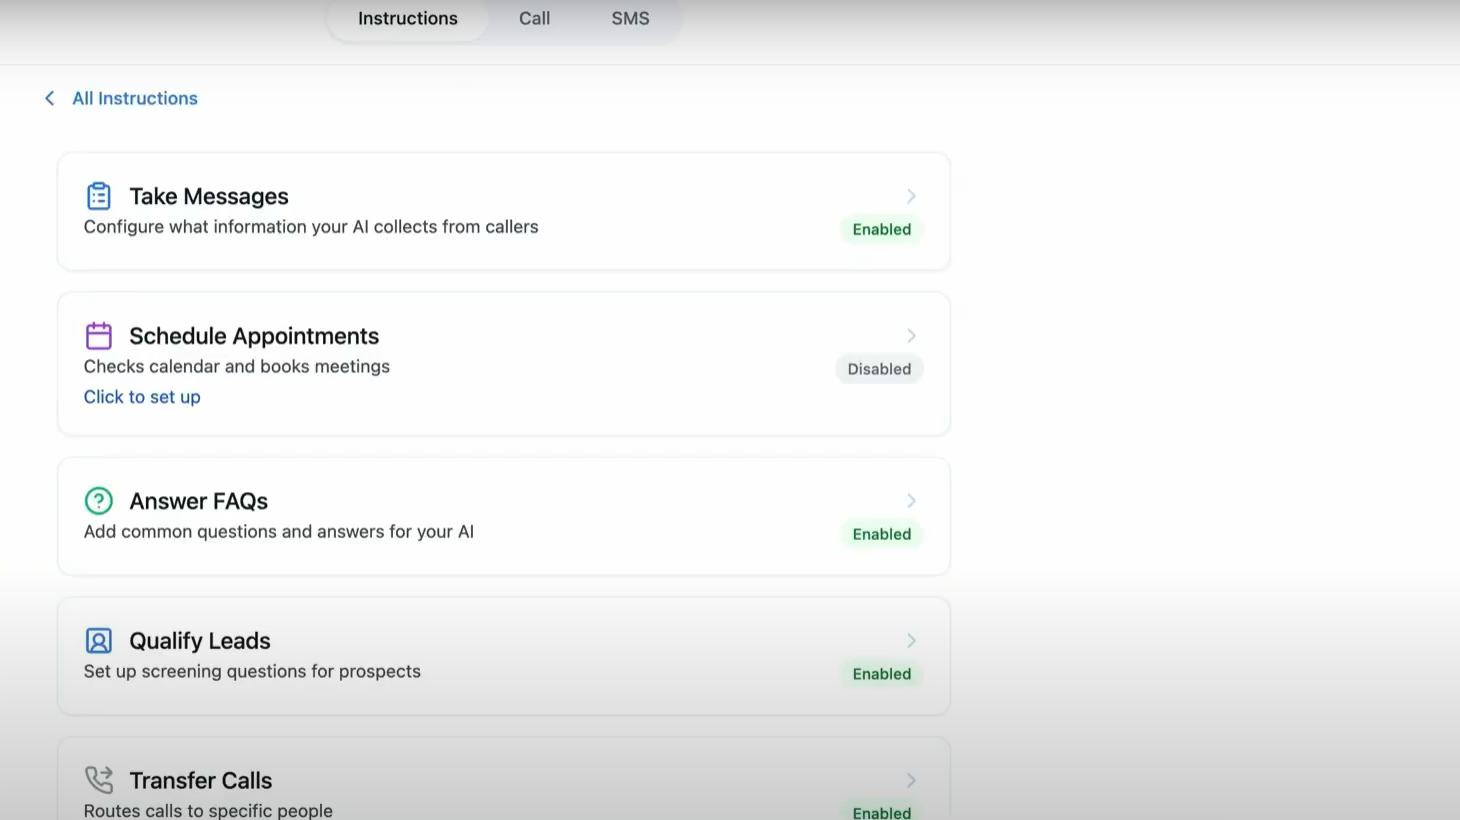 Instructions Call SMS
All Instructions
Take Messages
Configure what information your AI collects from callers
Enabled
Schedule Appointments
Checks calendar and books meetings
Disabled
Click to set up
Answer FAQs
Add common questions and answers for your AI
Enabled
Qualify Leads
Set up screening questions for prospects
Enabled
Transfer Calls
Routes calls to specific people
Enabled